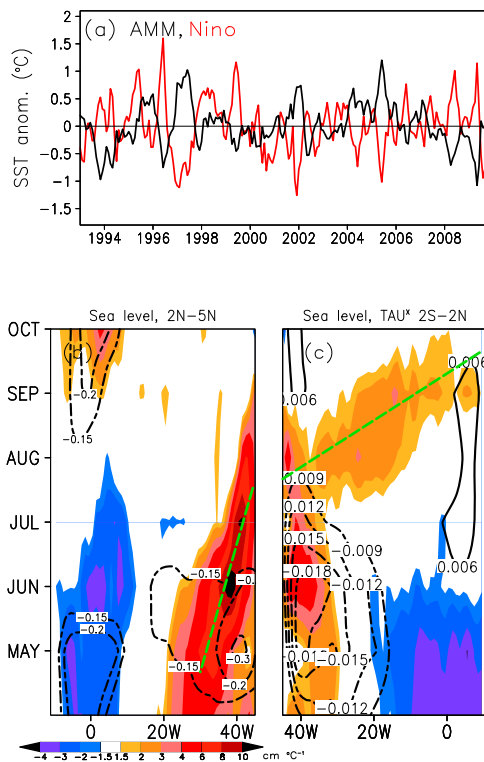 (a) AMM, Nino
SST anom. (°C)
2
1.5
1
0.5
0
−0.5
−1
−1.5
1994 1996 1998 2000 2002 2004 2006 2008
Sea level, 2N−5N
OCT
SEP
AUG
JUL
JUN
MAY
−0.2
−0.15
−0.15
−0.2
−0.15
−0.15
−0.3
−0.2
0 20W 40W
Sea level, TAUˣ 2S−2N
(c)
0.006
0.006
0.009
0.012
0.015
−0.018
−0.009
−0.012
−0.015
−0.012
0.006
40W 20W 0
−4 −3 −2 −1.5 1.5 2 3 4 6 8 10 cm °C⁻¹